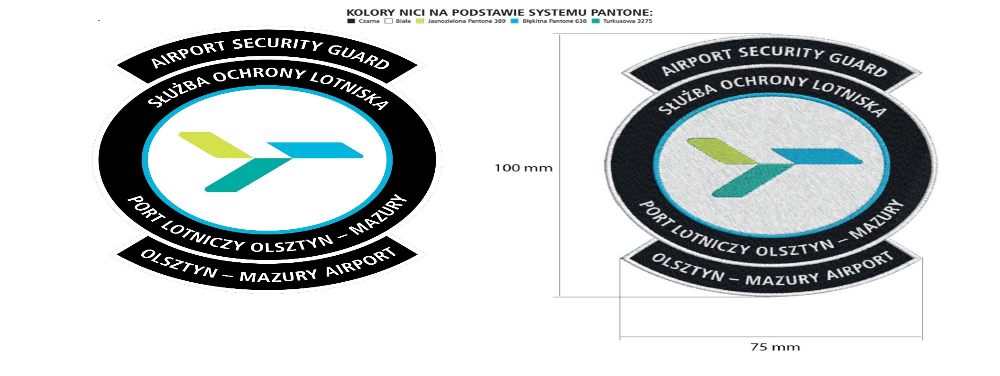 KOLORY NICI NA PODSTAWIE SYSTEMU PANTONE:
Czarna Biała Jasnozielona Pantone 389 Błękitna Pantone 638 Turkusowa 3275
AIRPORT SECURITY GUARD
SŁUŻBA OCHRONY LOTNISKA
PORT LOTNICZY OLSZTYN – MAZURY
OLSZTYN – MAZURY AIRPORT
100 mm
AIRPORT SECURITY GUARD
SŁUŻBA OCHRONY LOTNISKA
PORT LOTNICZY OLSZTYN – MAZURY
OLSZTYN – MAZURY AIRPORT
75 mm